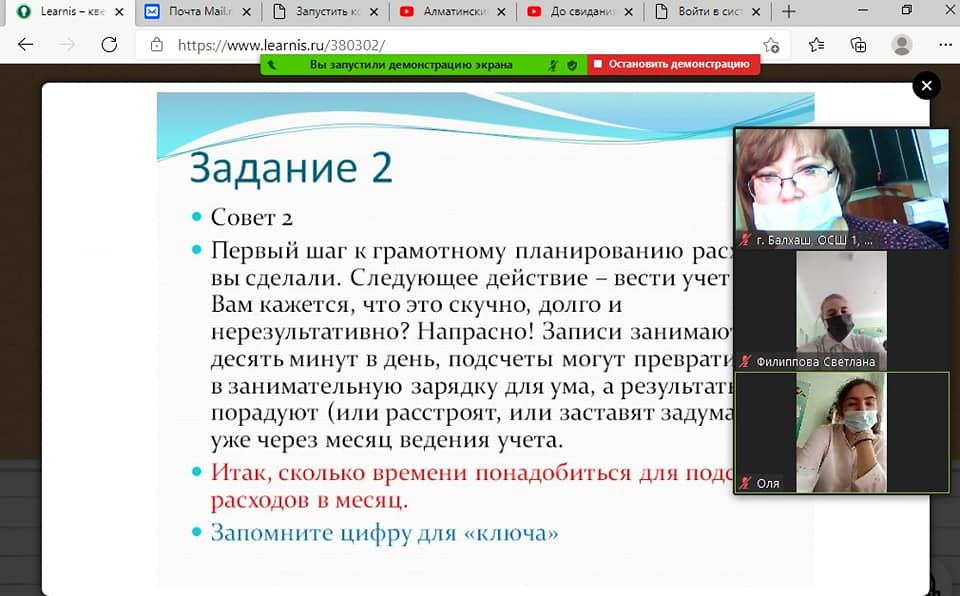 Learnis – кве
Почта Mail.r
Запустить ко
Алматински
До свидани
Войти в сис
https://www.learnis.ru/380302/
Вы запустили демонстрацию экрана
Остановить демонстрацию
Задание 2
Совет 2
Первый шаг к грамотному планированию расх
вы сделали. Следующее действие – вести учет
Вам кажется, что это скучно, долго и
нерезультативно? Напрасно! Записи занимают
десять минут в день, подсчеты могут преврати
в занимательную зарядку для ума, а результаты
порадуют (или расстроят, или заставят задума
уже через месяц ведения учета.
Итак, сколько времени понадобиться для подс
расходов в месяц.
Запомните цифру для «ключа»
г. Балхаш, ОСШ 1, ...
Филиппова Светлана
Оля